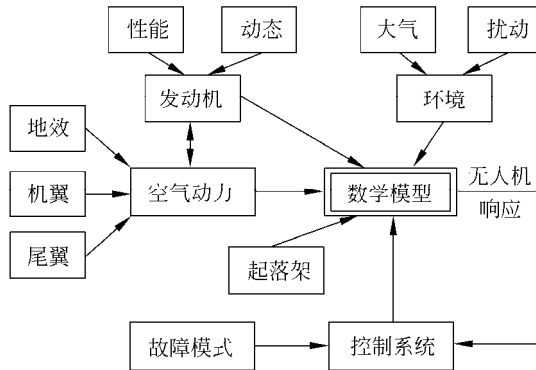 性能
动态
大气
扰动
发动机
环境
地效
机翼
空气动力
数学模型
无人机
响应
尾翼
起落架
故障模式
控制系统